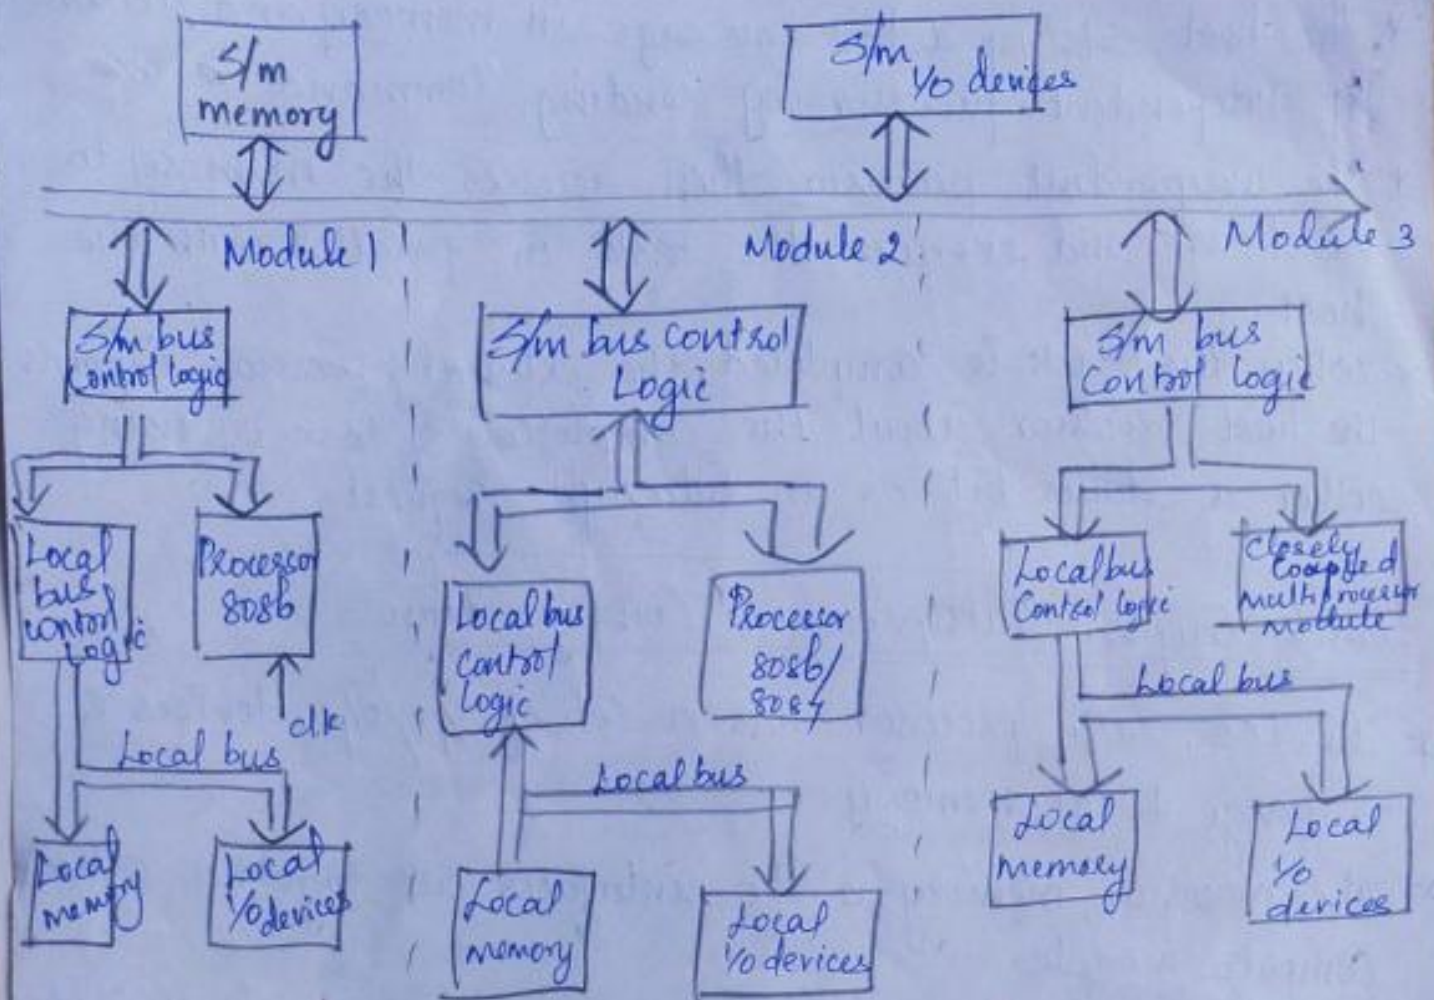 S/m
memory
S/m
I/O devices
Module 1
Module 2
Module 3
S/m bus
Control logic
S/m bus control
Logic
S/m bus
Control logic
Local
bus
control
Logic
Processor
8086
clk
Local bus
Local
memory
Local
I/O devices
Local bus
Control
logic
Processor
8086/
8089
Local bus
Local
memory
Local
I/O devices
Local bus
Control logic
Closely
Coupled
Multiprocessor
Module
Local bus
Local
memory
Local
I/O
devices